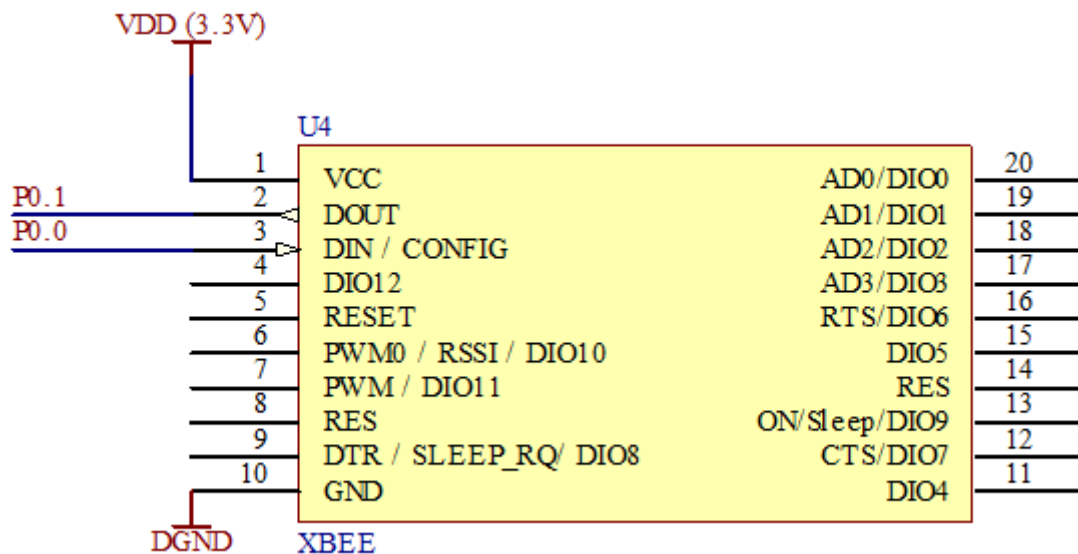 VDD (3.3V)
U4
1 VCC AD0/DIO0 20
P0.1 2 DOUT AD1/DIO1 19
P0.0 3 DIN / CONFIG AD2/DIO2 18
4 DIO12 AD3/DIO3 17
5 RESET RTS/DIO6 16
6 PWM0 / RSSI / DIO10 DIO5 15
7 PWM / DIO11 RES 14
8 RES ON/Sleep/DIO9 13
9 DTR / SLEEP_RQ/ DIO8 CTS/DIO7 12
10 GND DIO4 11
DGND XBEE